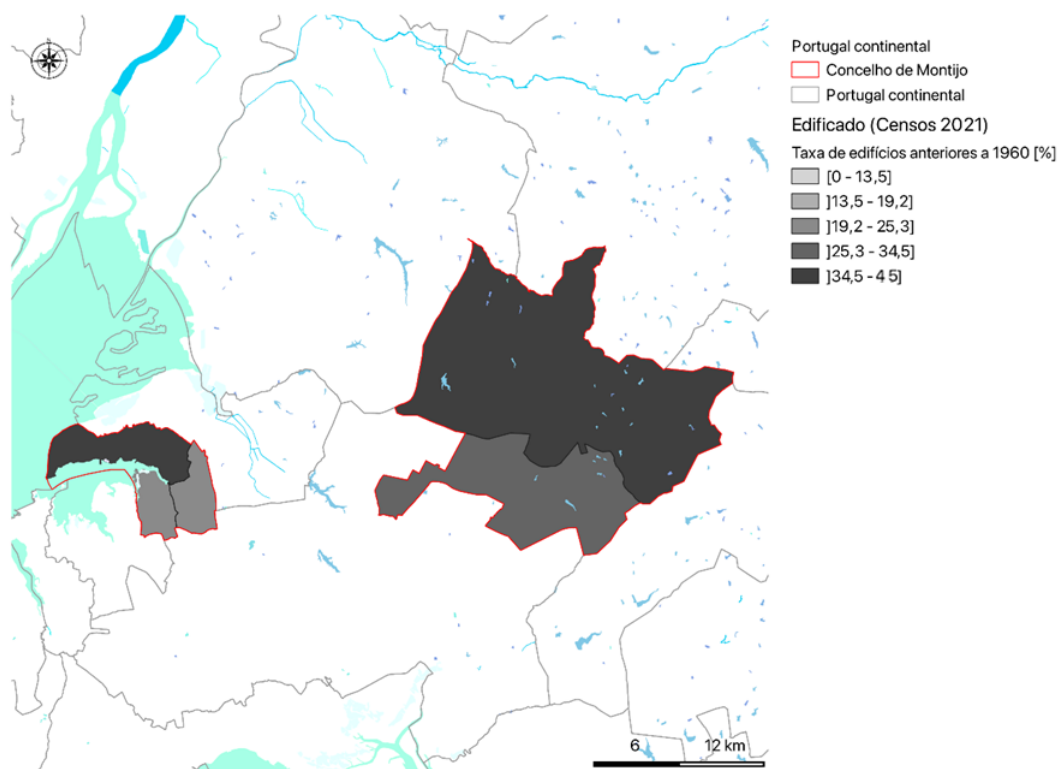 Portugal continental
Concelho de Montijo
Portugal continental
Edificado (Censos 2021)
Taxa de edifícios anteriores a 1960 [%]
[0 - 13,5]
]13,5 - 19,2]
]19,2 - 25,3]
]25,3 - 34,5]
]34,5 - 4 5]
6 12 km